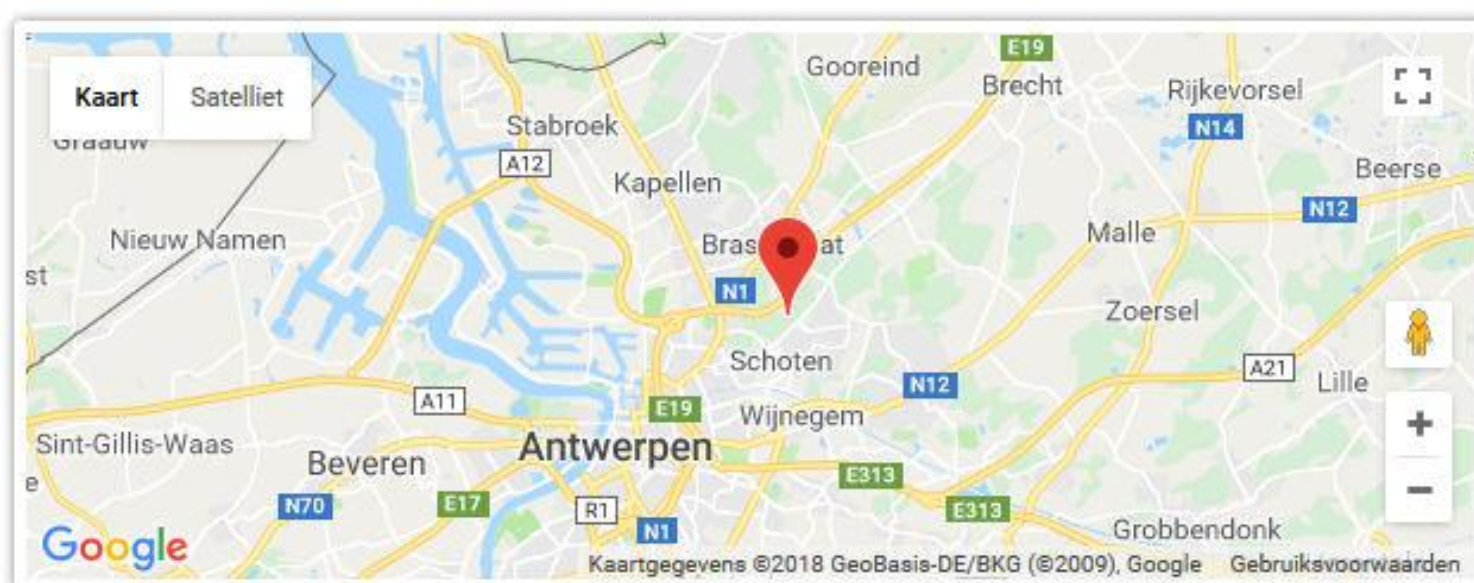 Kaart
Satelliet
Graauw
Stabroek
Gooreind
E19
Brecht
Rijkevorsel
N14
A12
Kapellen
Beerse
N12
Nieuw Namen
st
Malle
N1
Zoersel
Schoten
N12
A21
Lille
A11
E19
Wijnegem
Sint-Gillis-Waas
Antwerpen
Beveren
E313
e
N70
E17
R1
E313
N1
Grobbendonk
Google
Kaartgegevens ©2018 GeoBasis-DE/BKG (©2009), Google
Gebruiksvoorwaarden